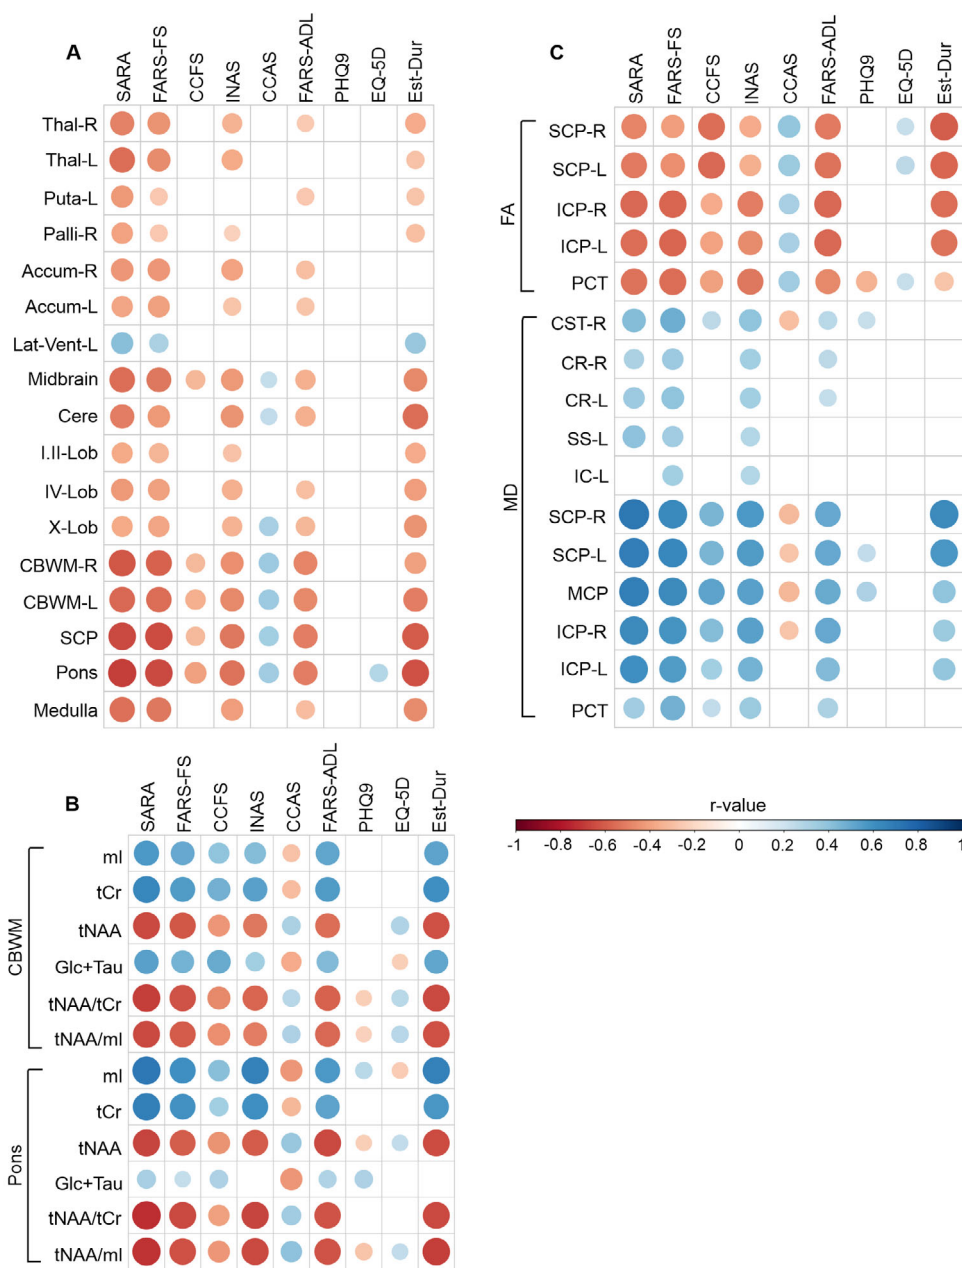 A
SARA
FARS-FS
CCFS
INAS
CCAS
FARS-ADL
PHQ9
EQ-5D
Est-Dur
Thal-R
Thal-L
Puta-L
Palli-R
Accum-R
Accum-L
Lat-Vent-L
Midbrain
Cere
I.II-Lob
IV-Lob
X-Lob
CBWM-R
CBWM-L
SCP
Pons
Medulla
B
SARA
FARS-FS
CCFS
INAS
CCAS
FARS-ADL
PHQ9
EQ-5D
Est-Dur
CBWM
mI
tCr
tNAA
Glc+Tau
tNAA/tCr
tNAA/mI
Pons
mI
tCr
tNAA
Glc+Tau
tNAA/tCr
tNAA/mI
C
SARA
FARS-FS
CCFS
INAS
CCAS
FARS-ADL
PHQ9
EQ-5D
Est-Dur
FA
SCP-R
SCP-L
ICP-R
ICP-L
PCT
MD
CST-R
CR-R
CR-L
SS-L
IC-L
SCP-R
SCP-L
MCP
ICP-R
ICP-L
PCT
r-value
-1 -0.8 -0.6 -0.4 -0.2 0 0.2 0.4 0.6 0.8 1